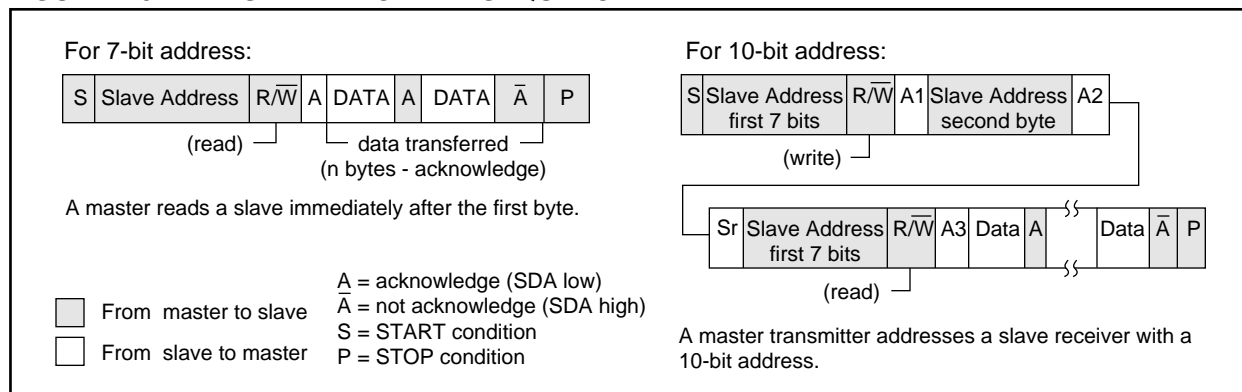 For 7-bit address:
S Slave Address R/W̅ A DATA A DATA A̅ P
(read) data transferred
(n bytes - acknowledge)
A master reads a slave immediately after the first byte.
From master to slave
From slave to master
A = acknowledge (SDA low)
A̅ = not acknowledge (SDA high)
S = START condition
P = STOP condition
For 10-bit address:
S Slave Address R/W̅ A1 Slave Address A2
first 7 bits second byte
(write)
Sr Slave Address R/W̅ A3 Data A Data A̅ P
first 7 bits
(read)
A master transmitter addresses a slave receiver with a
10-bit address.